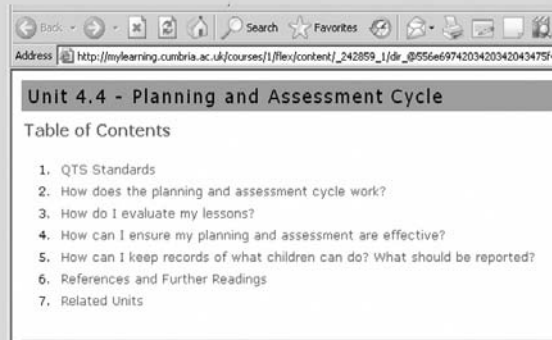 Back Search Favorites
Address http://mylearning.cumbria.ac.uk/courses/1/flex/content/_242859_1/dir_@556e6974203420342043475f
Unit 4.4 - Planning and Assessment Cycle
Table of Contents
1. QTS Standards
2. How does the planning and assessment cycle work?
3. How do I evaluate my lessons?
4. How can I ensure my planning and assessment are effective?
5. How can I keep records of what children can do? What should be reported?
6. References and Further Readings
7. Related Units